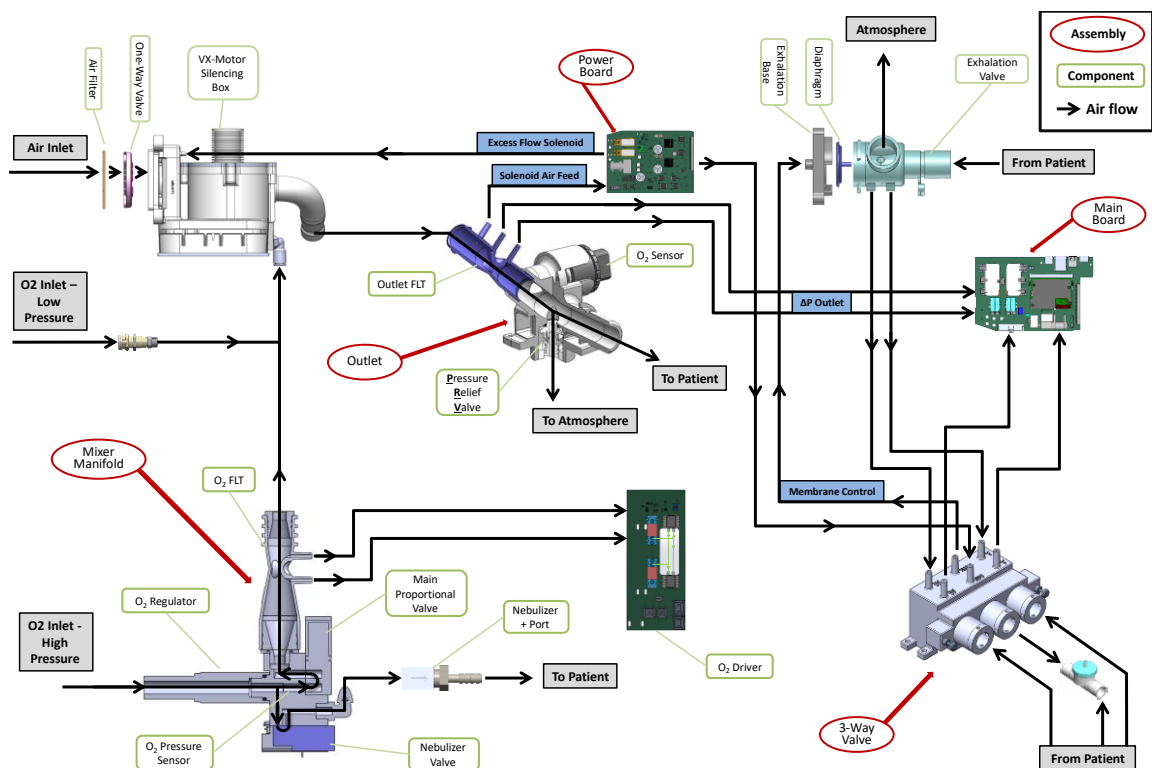 Atmosphere
Assembly
Component
Air flow
Air Filter
One-Way Valve
VX-Motor
Silencing
Box
Power
Board
Exhalation
Base
Diaphragm
Exhalation
Valve
Air Inlet
Excess Flow Solenoid
Solenoid Air Feed
From Patient
Main
Board
O2 Inlet –
Low
Pressure
Outlet FLT
O2 Sensor
ΔP Outlet
Outlet
Pressure
Relief
Valve
To Patient
To Atmosphere
Mixer
Manifold
O2 FLT
Membrane Control
O2 Regulator
Main
Proportional
Valve
O2 Inlet -
High
Pressure
Nebulizer
+ Port
To Patient
O2 Driver
O2 Pressure
Sensor
Nebulizer
Valve
3-Way
Valve
From Patient